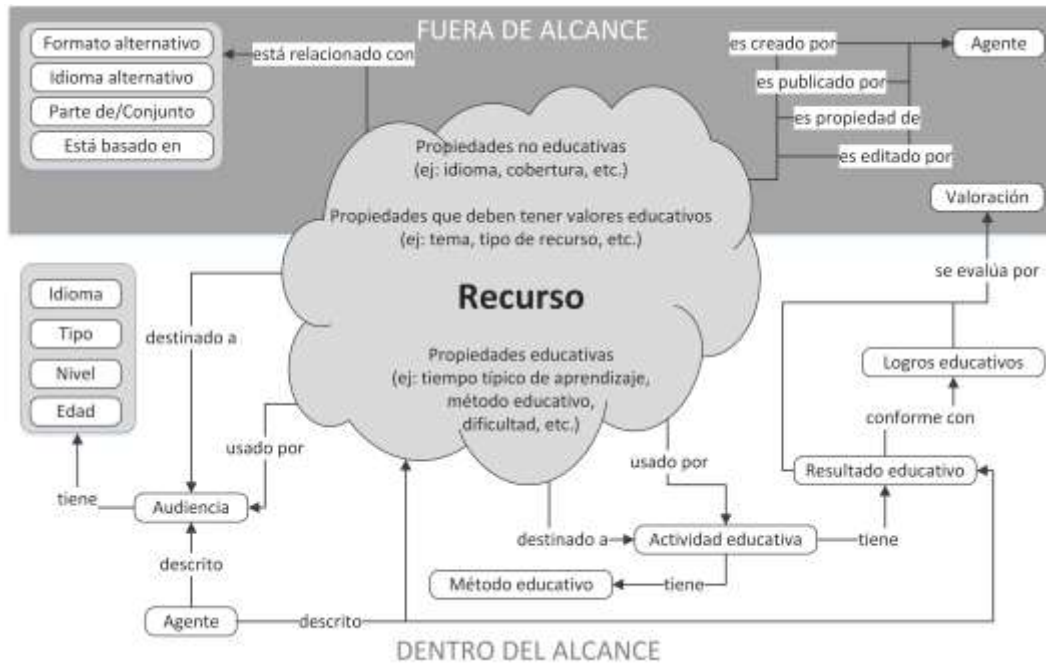 FUERA DE ALCANCE
Formato alternativo
Idioma alternativo
Parte de/Conjunto
Está basado en
está relacionado con
es creado por
es publicado por
es propiedad de
es editado por
Agente
Valoración
Propiedades no educativas
(ej: idioma, cobertura, etc.)
Propiedades que deben tener valores educativos
(ej: tema, tipo de recurso, etc.)
Recurso
Propiedades educativas
(ej: tiempo típico de aprendizaje,
método educativo,
dificultad, etc.)
Idioma
Tipo
Nivel
Edad
destinado a
usado por
tiene
Audiencia
descrito
Agente
descrito
se evalúa por
Logros educativos
conforme con
Resultado educativo
usado por
destinado a
Actividad educativa
tiene
Método educativo
tiene
DENTRO DEL ALCANCE